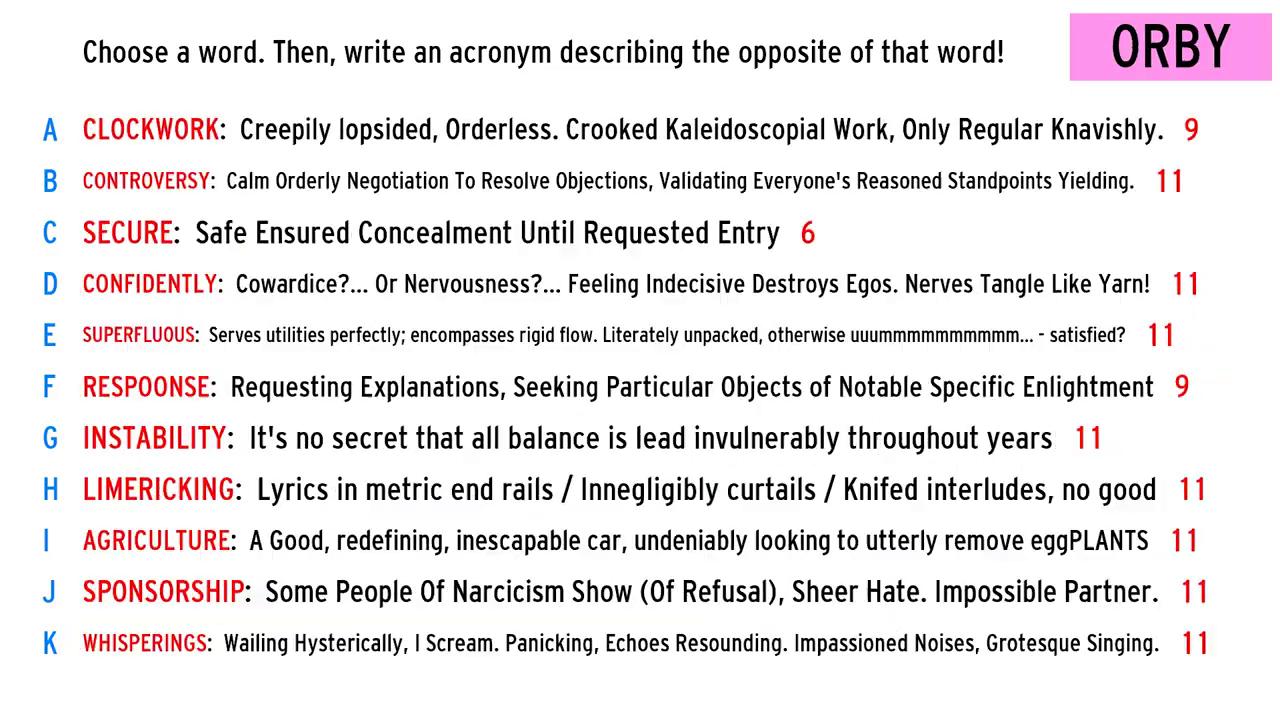 Choose a word. Then, write an acronym describing the opposite of that word!
ORBY
A CLOCKWORK: Creepily lopsided, Orderless. Crooked Kaleidoscopial Work, Only Regular Knavishly. 9
B CONTROVERSY: Calm Orderly Negotiation To Resolve Objections, Validating Everyone's Reasoned Standpoints Yielding. 11
C SECURE: Safe Ensured Concealment Until Requested Entry 6
D CONFIDENTLY: Cowardice?... Or Nervousness?... Feeling Indecisive Destroys Egos. Nerves Tangle Like Yarn! 11
E SUPERFLUOUS: Serves utilities perfectly; encompasses rigid flow. Literately unpacked, otherwise uuummmmmmmmmm... - satisfied? 11
F RESPOONSE: Requesting Explanations, Seeking Particular Objects of Notable Specific Enlightment 9
G INSTABILITY: It's no secret that all balance is lead invulnerably throughout years 11
H LIMERICKING: Lyrics in metric end rails / Innegligibly curtails / Knifed interludes, no good 11
I AGRICULTURE: A Good, redefining, inescapable car, undeniably looking to utterly remove eggPLANTS 11
J SPONSORSHIP: Some People Of Narcicism Show (Of Refusal), Sheer Hate. Impossible Partner. 11
K WHISPERINGS: Wailing Hysterically, I Scream. Panicking, Echoes Resounding. Impassioned Noises, Grotesque Singing. 11